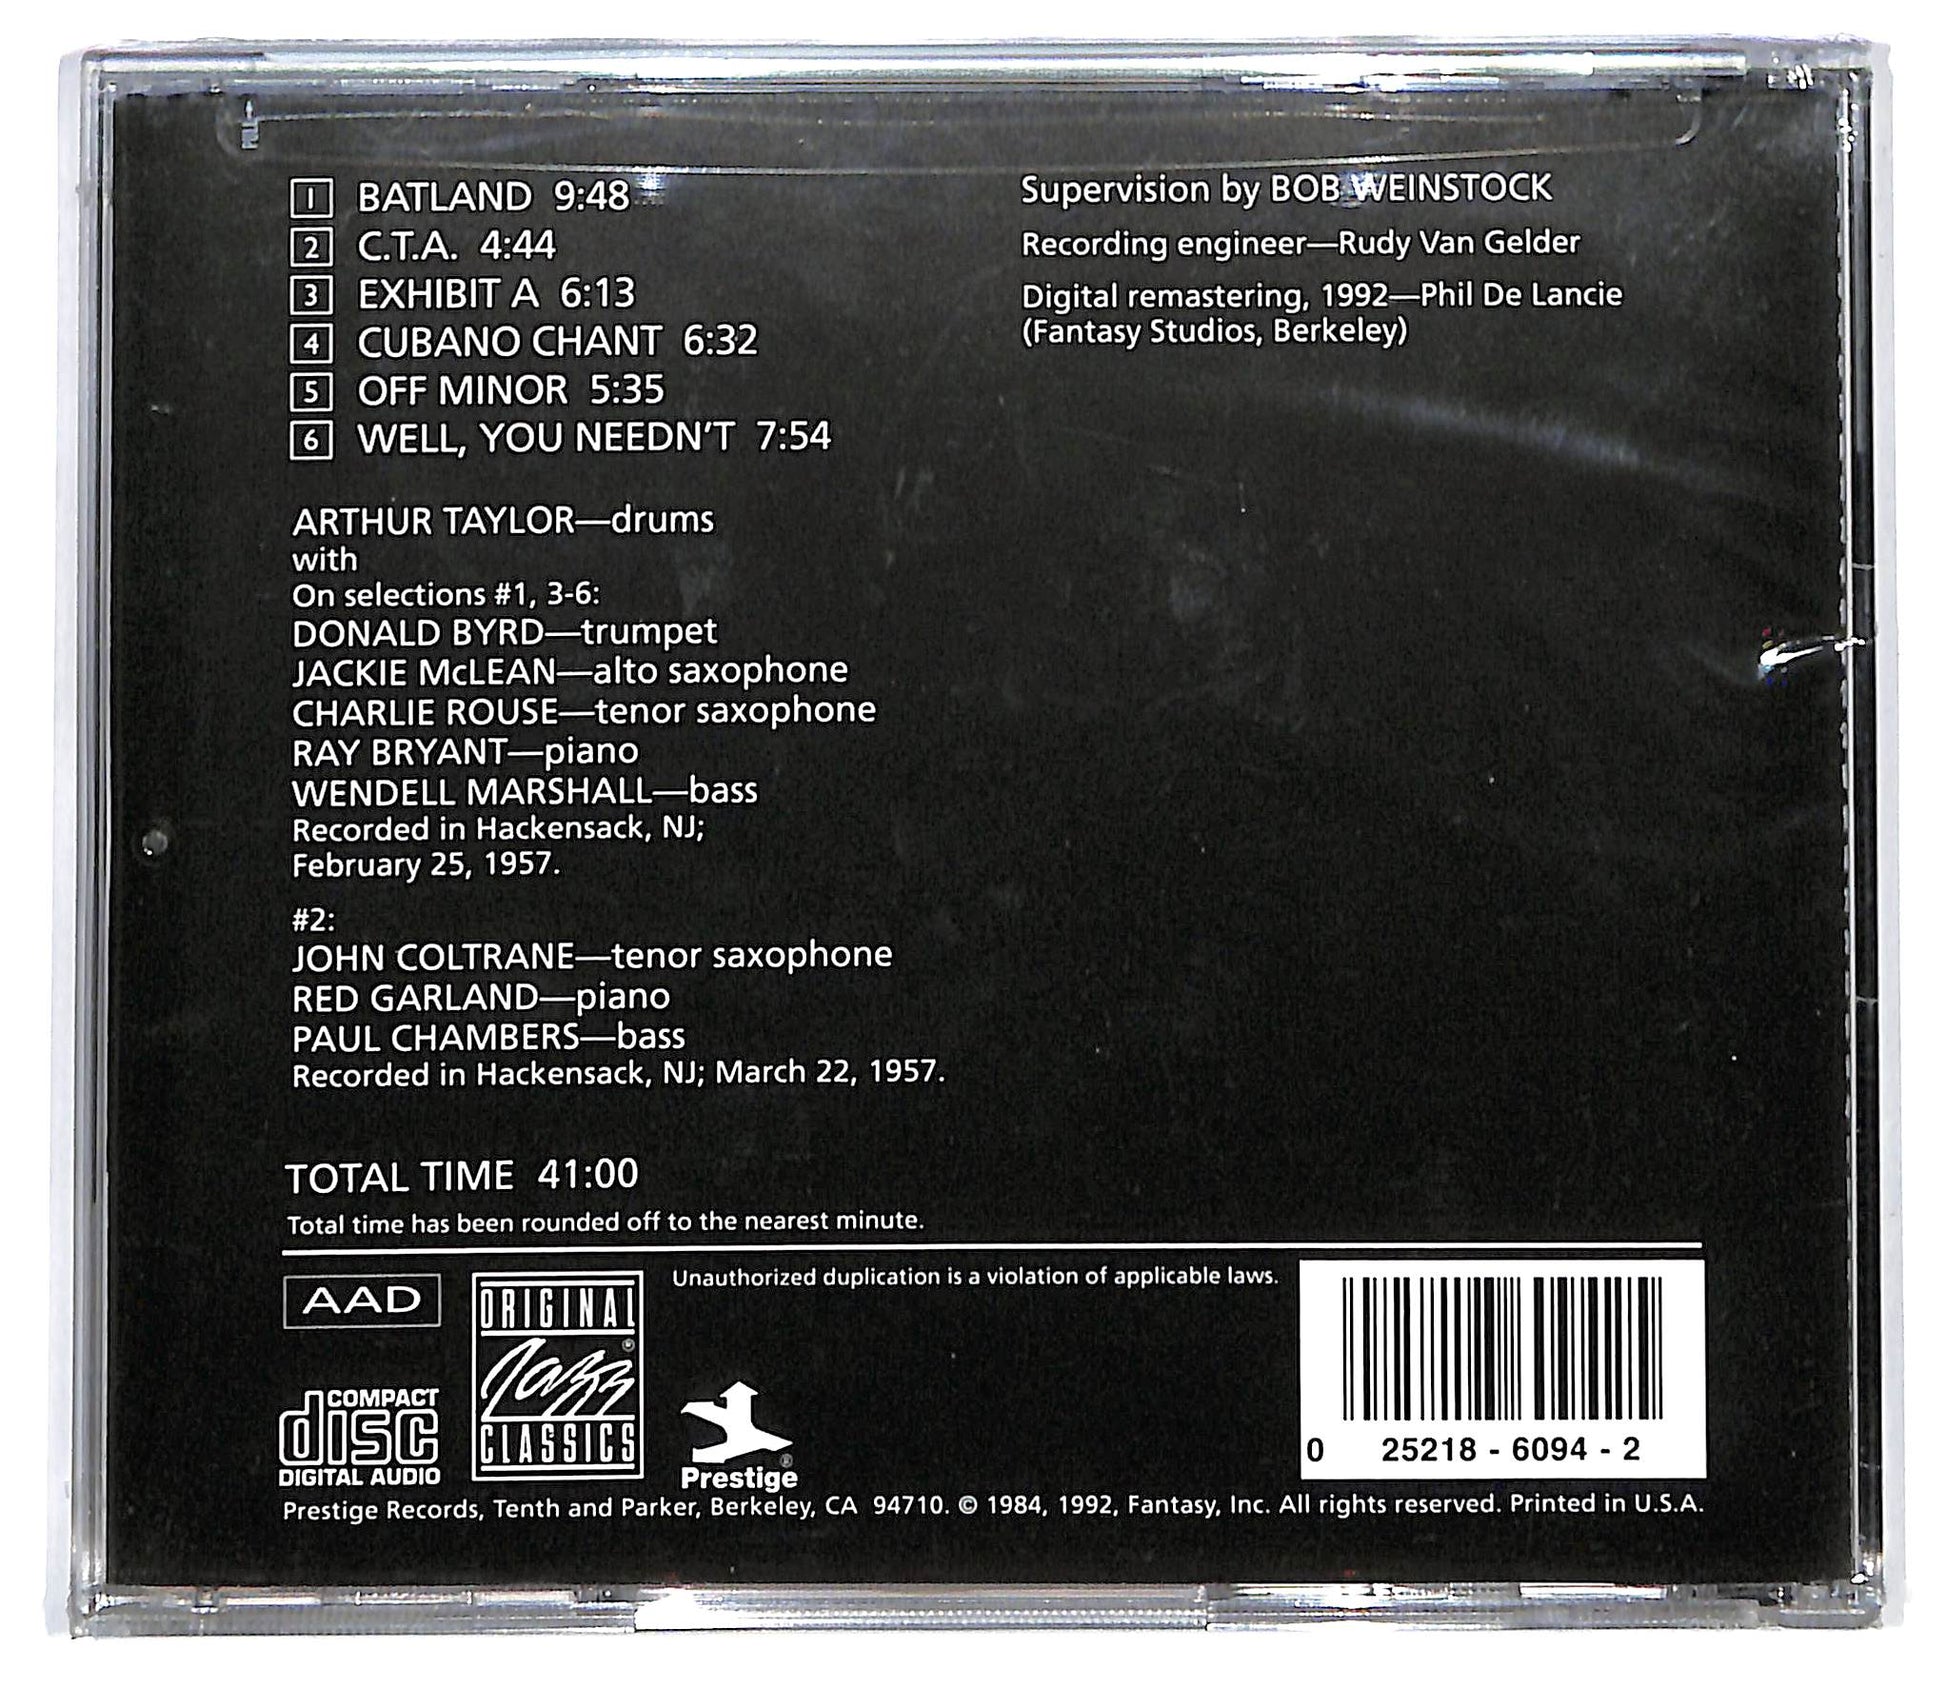 1 BATLAND 9:48
2 C.T.A. 4:44
3 EXHIBIT A 6:13
4 CUBANO CHANT 6:32
5 OFF MINOR 5:35
6 WELL, YOU NEEDN'T 7:54
Supervision by BOB WEINSTOCK
Recording engineer—Rudy Van Gelder
Digital remastering, 1992—Phil De Lancie
(Fantasy Studios, Berkeley)
ARTHUR TAYLOR—drums
with
On selections #1, 3-6:
DONALD BYRD—trumpet
JACKIE McLEAN—alto saxophone
CHARLIE ROUSE—tenor saxophone
RAY BRYANT—piano
WENDELL MARSHALL—bass
Recorded in Hackensack, NJ;
February 25, 1957.
#2:
JOHN COLTRANE—tenor saxophone
RED GARLAND—piano
PAUL CHAMBERS—bass
Recorded in Hackensack, NJ; March 22, 1957.
TOTAL TIME 41:00
Total time has been rounded off to the nearest minute.
AAD
COMPACT
disc
DIGITAL AUDIO
ORIGINAL
Jazz ®
CLASSICS
Unauthorized duplication is a violation of applicable laws.
®
Prestige
0 25218 - 6094 - 2
Prestige Records, Tenth and Parker, Berkeley, CA 94710. © 1984, 1992, Fantasy, Inc. All rights reserved. Printed in U.S.A.